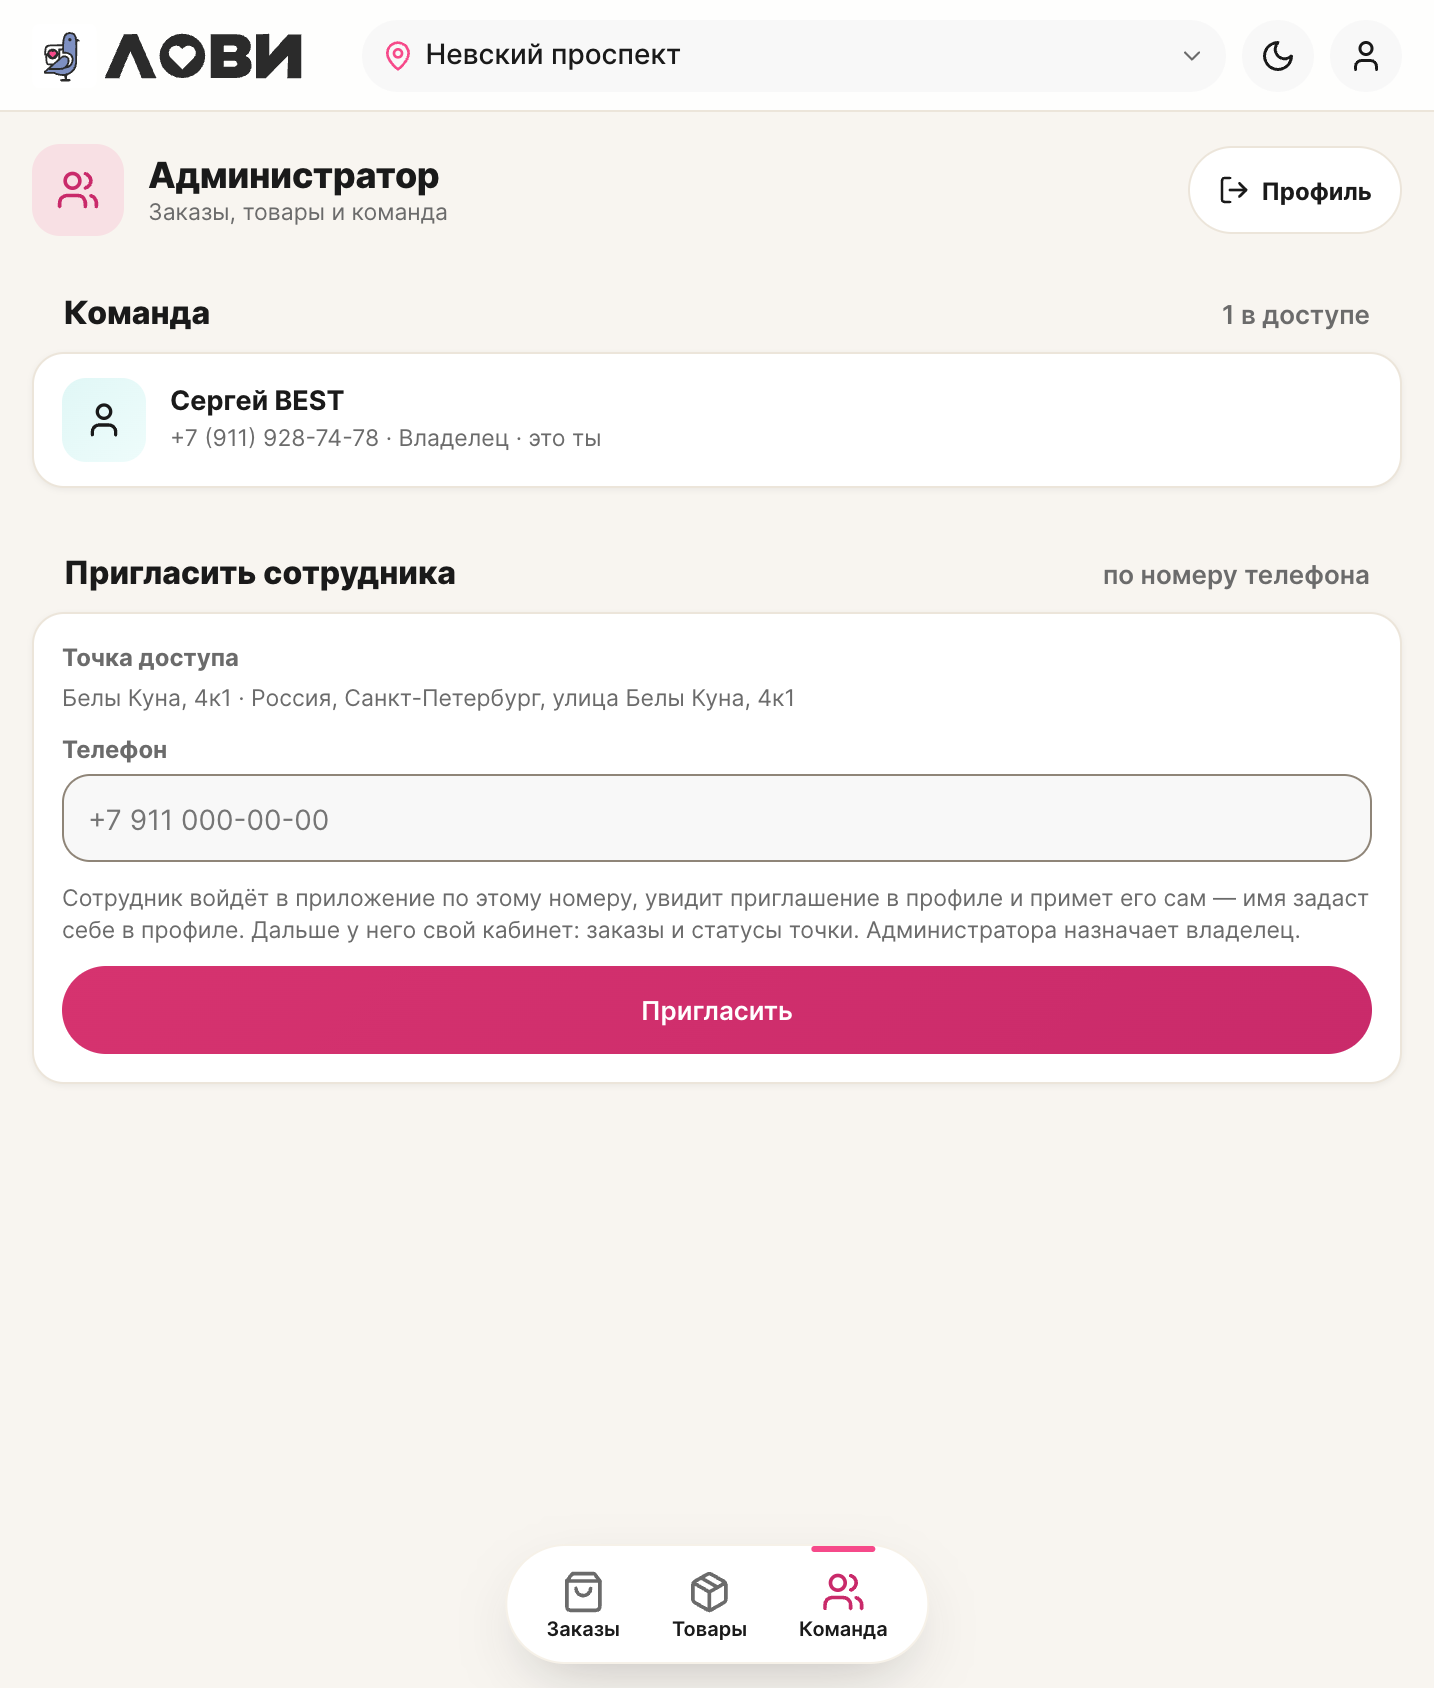 ЛОВИ
Невский проспект
Администратор
Заказы, товары и команда
Профиль
Команда
1 в доступе
Сергей BEST
+7 (911) 928-74-78 · Владелец · это ты
Пригласить сотрудника
по номеру телефона
Точка доступа
Белы Куна, 4к1 · Россия, Санкт-Петербург, улица Белы Куна, 4к1
Телефон
+7 911 000-00-00
Сотрудник войдёт в приложение по этому номеру, увидит приглашение в профиле и примет его сам — имя задаст
себе в профиле. Дальше у него свой кабинет: заказы и статусы точки. Администратора назначает владелец.
Пригласить
Заказы
Товары
Команда